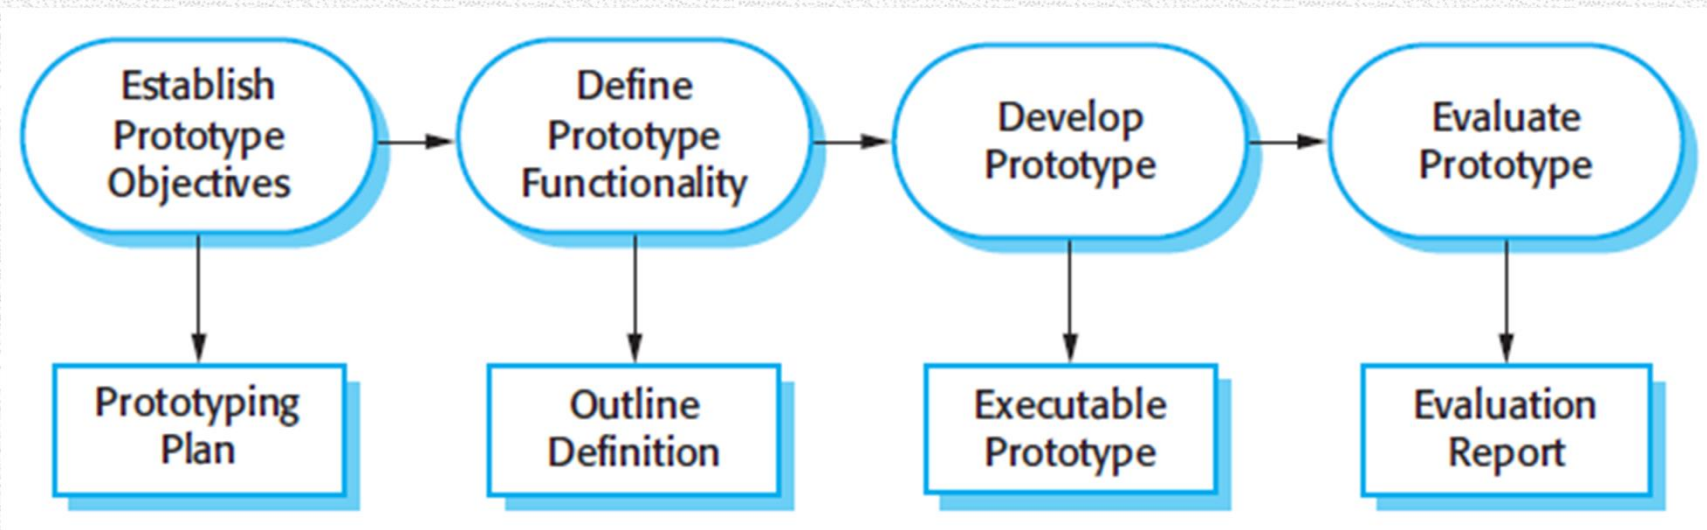 Establish
Prototype
Objectives
Define
Prototype
Functionality
Develop
Prototype
Evaluate
Prototype
Prototyping
Plan
Outline
Definition
Executable
Prototype
Evaluation
Report